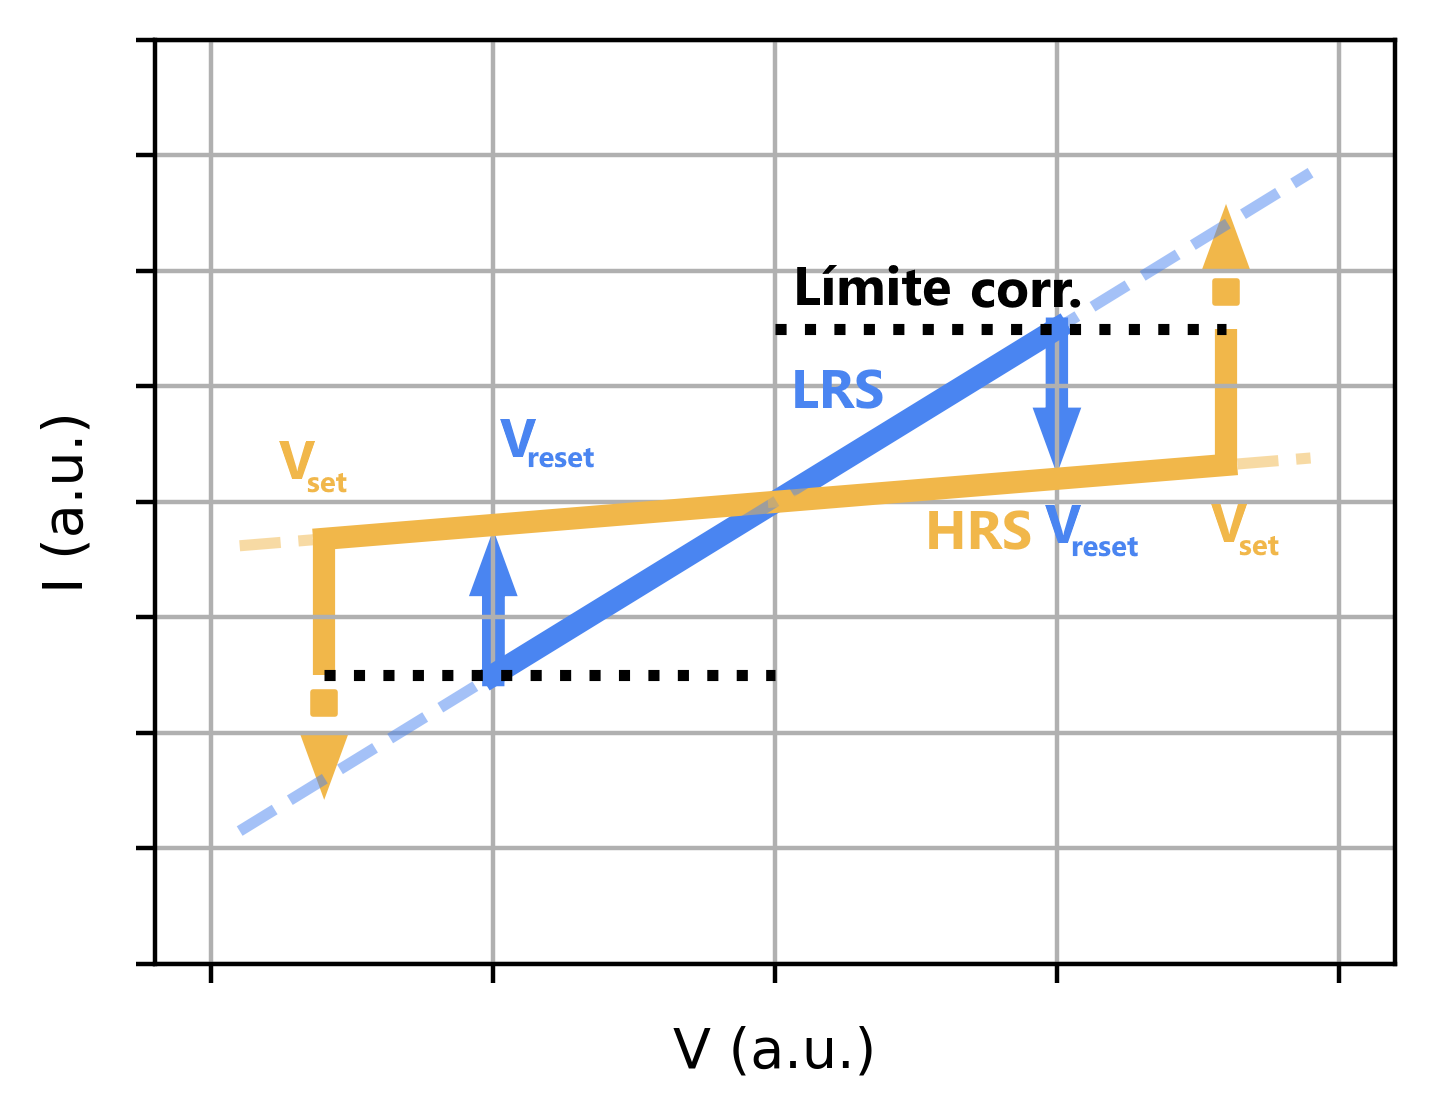 Límite corr.
LRS
Vreset
Vset
HRS
Vreset
Vset
I (a.u.)
V (a.u.)